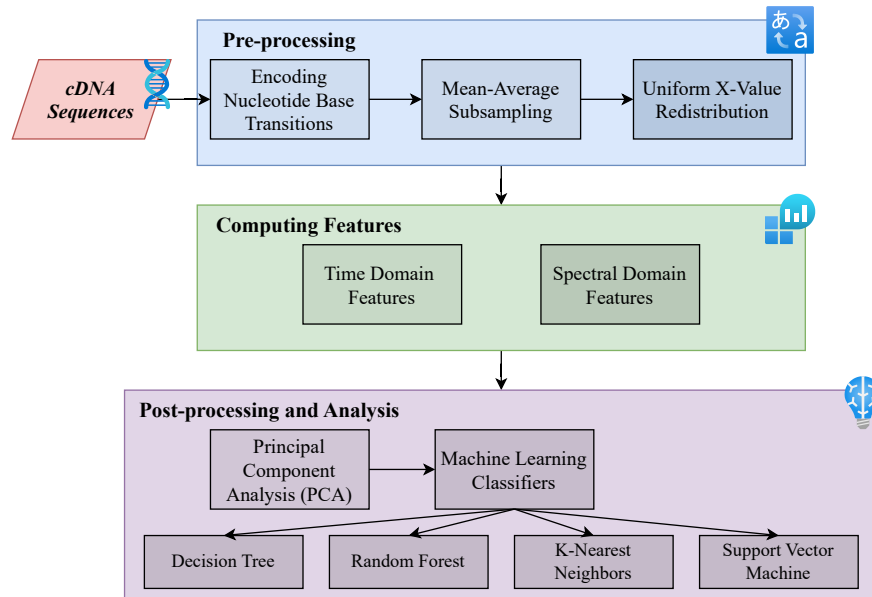 Pre-processing
あ
a
cDNA
Sequences
Encoding
Nucleotide Base
Transitions
Mean-Average
Subsampling
Uniform X-Value
Redistribution
Computing Features
Time Domain
Features
Spectral Domain
Features
Post-processing and Analysis
Principal
Component
Analysis (PCA)
Machine Learning
Classifiers
Decision Tree
Random Forest
K-Nearest
Neighbors
Support Vector
Machine